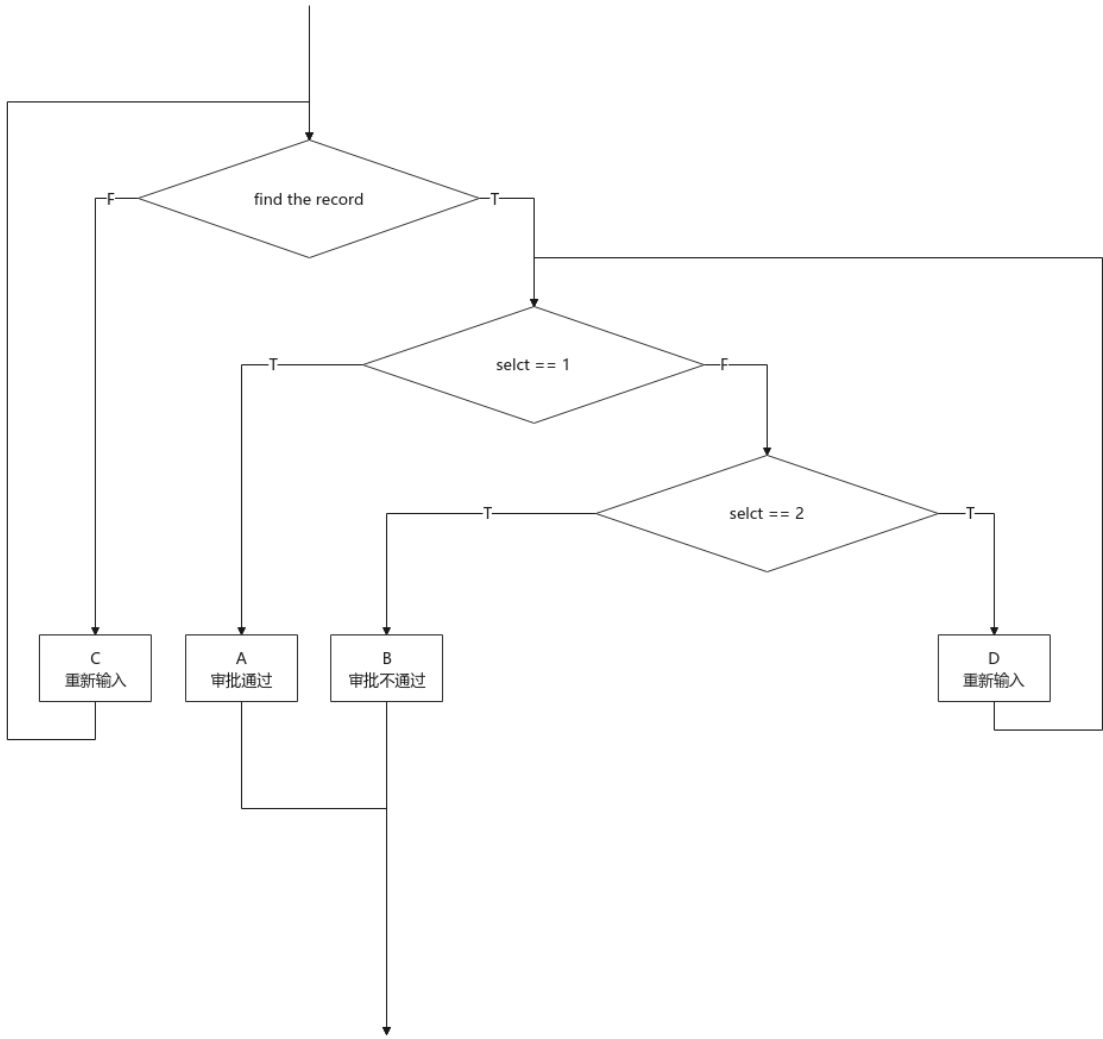 find the record
F
T
selct == 1
T
F
selct == 2
T
T
C
重新输入
A
审批通过
B
审批不通过
D
重新输入